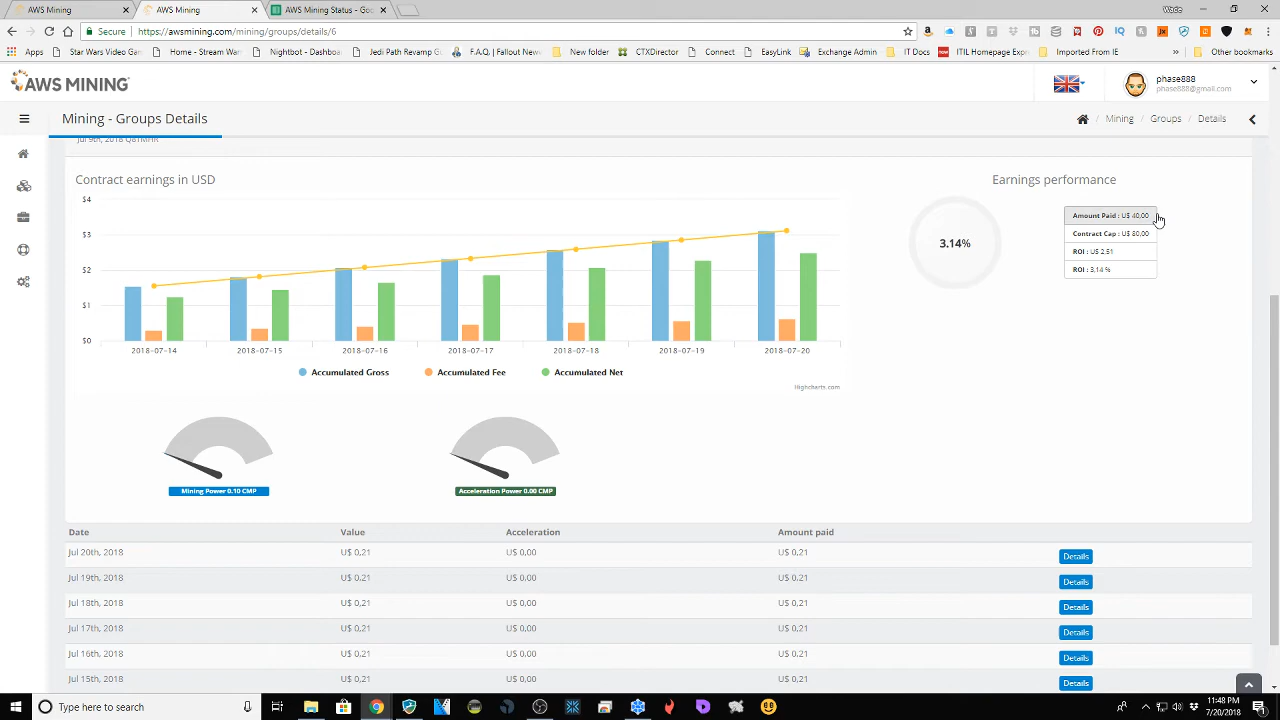 AWS Mining
AWS Mining
AWS Mining Status - Goo
Wade
Secure
https://awsmining.com/mining/groups/details/6
Apps
Star Wars Video Gam
Home - Stream War
Nightbot - Dashboa
Jedi Path Revamp G
F.A.Q. | Fallout New
New folder
CTXDirector
Connect
EasyLink
Exchange Admin
IT Docs
ITIL Homepage Exp
Imported From IE
»
Other bookmarks
AWS MINING
phase888
phase888@gmail.com
Mining - Groups Details
Mining
Groups
Details
Jul 9th, 2018 Q81MHR
Contract earnings in USD
Earnings performance
$4
$3
$2
$1
$0
2018-07-14
2018-07-15
2018-07-16
2018-07-17
2018-07-18
2018-07-19
2018-07-20
Accumulated Gross
Accumulated Fee
Accumulated Net
Highcharts.com
3.14%
Amount Paid : U$ 40,00
Contract Cap : U$ 80,00
ROI : U$ 2,51
ROI : 3,14 %
Mining Power 0.10 CMP
Acceleration Power 0.00 CMP
Date Value Acceleration Amount paid
Jul 20th, 2018 U$ 0,21 U$ 0,00 U$ 0,21 Details
Jul 19th, 2018 U$ 0,21 U$ 0,00 U$ 0,21 Details
Jul 18th, 2018 U$ 0,21 U$ 0,00 U$ 0,21 Details
Jul 17th, 2018 U$ 0,21 U$ 0,00 U$ 0,21 Details
Jul 16th, 2018 U$ 0,21 U$ 0,00 U$ 0,21 Details
Jul 15th, 2018 U$ 0,21 U$ 0,00 U$ 0,21 Details
Type here to search
11:48 PM
7/20/2018